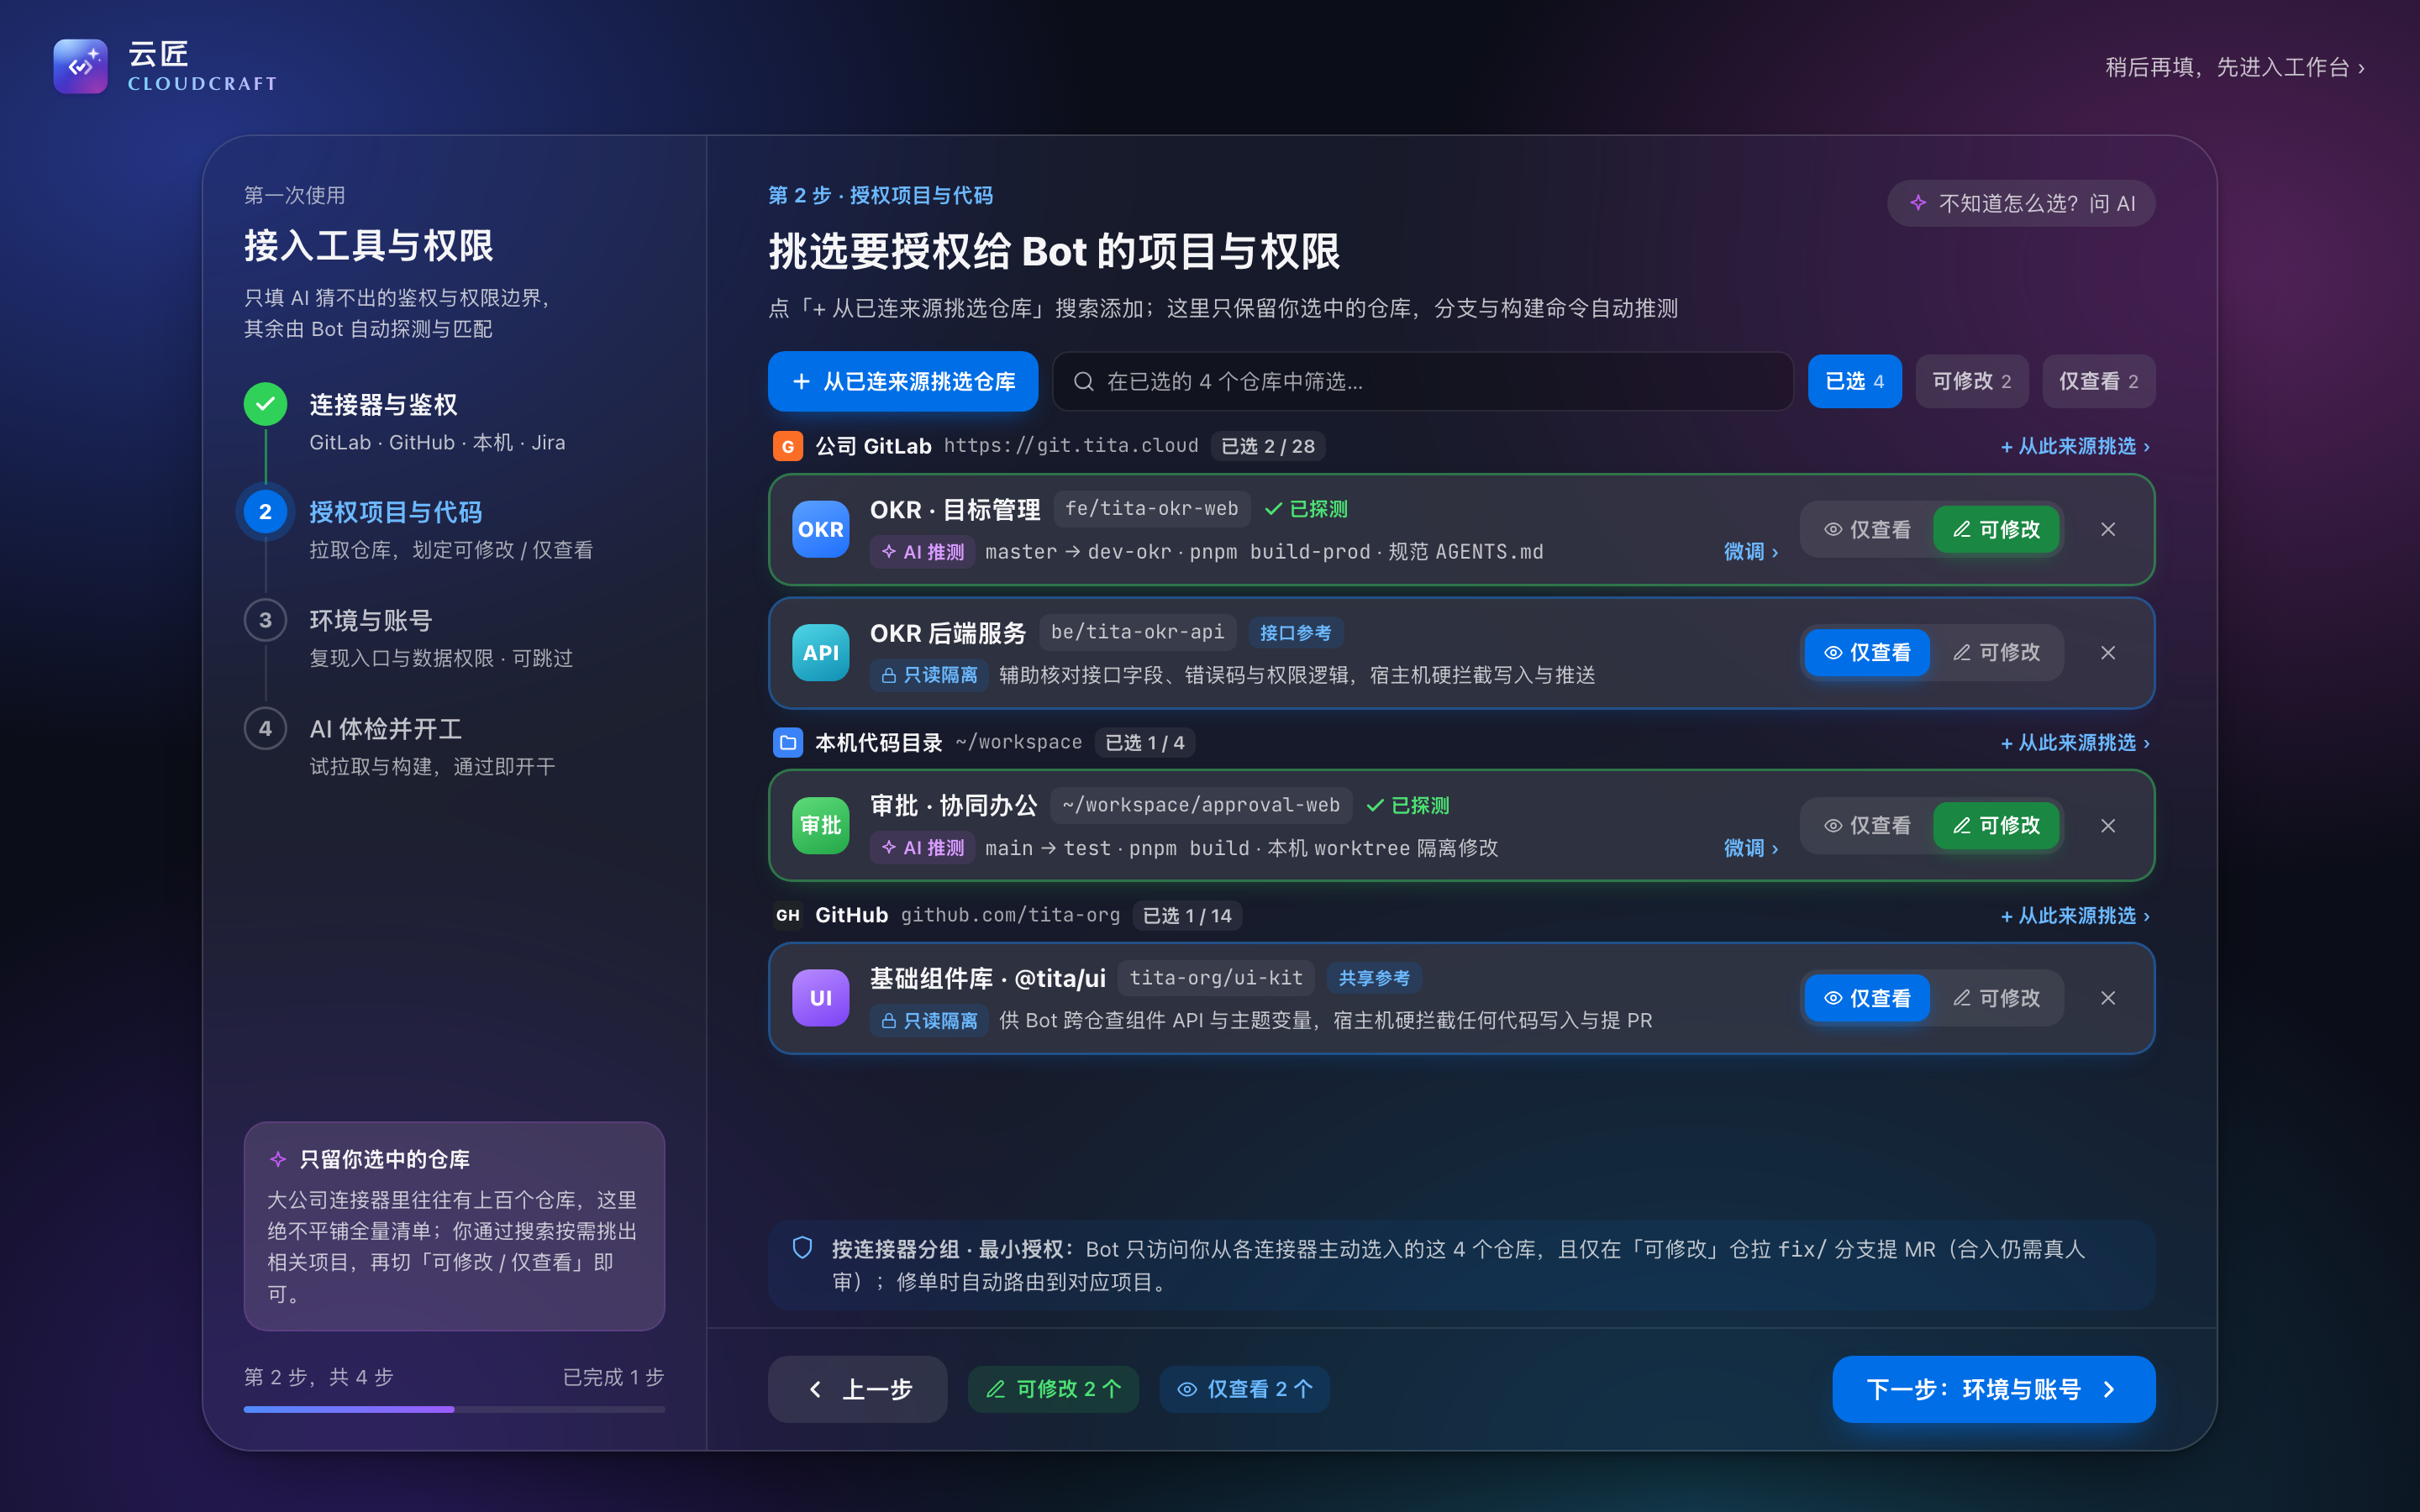 云匠
CLOUDCRAFT
稍后再填，先进入工作台 ›
第一次使用
接入工具与权限
只填 AI 猜不出的鉴权与权限边界，
其余由 Bot 自动探测与匹配
连接器与鉴权
GitLab · GitHub · 本机 · Jira
2 授权项目与代码
拉取仓库，划定可修改 / 仅查看
3 环境与账号
复现入口与数据权限 · 可跳过
4 AI 体检并开工
试拉取与构建，通过即开干
只留你选中的仓库
大公司连接器里往往有上百个仓库，这里
绝不平铺全量清单；你通过搜索按需挑出
相关项目，再切「可修改 / 仅查看」即
可。
第 2 步，共 4 步 已完成 1 步
第 2 步 · 授权项目与代码
不知道怎么选？问 AI
挑选要授权给 Bot 的项目与权限
点「+ 从已连来源挑选仓库」搜索添加；这里只保留你选中的仓库，分支与构建命令自动推测
+ 从已连来源挑选仓库 在已选的 4 个仓库中筛选... 已选 4 可修改 2 仅查看 2
G 公司 GitLab https://git.tita.cloud 已选 2 / 28 + 从此来源挑选 ›
OKR OKR · 目标管理 fe/tita-okr-web 已探测 仅查看 可修改
AI 推测 master → dev-okr · pnpm build-prod · 规范 AGENTS.md 微调 ›
API OKR 后端服务 be/tita-okr-api 接口参考 仅查看 可修改
只读隔离 辅助核对接口字段、错误码与权限逻辑，宿主机硬拦截写入与推送
本机代码目录 ~/workspace 已选 1 / 4 + 从此来源挑选 ›
审批 审批 · 协同办公 ~/workspace/approval-web 已探测 仅查看 可修改
AI 推测 main → test · pnpm build · 本机 worktree 隔离修改 微调 ›
GH GitHub github.com/tita-org 已选 1 / 14 + 从此来源挑选 ›
UI 基础组件库 · @tita/ui tita-org/ui-kit 共享参考 仅查看 可修改
只读隔离 供 Bot 跨仓查组件 API 与主题变量，宿主机硬拦截任何代码写入与提 PR
按连接器分组 · 最小授权：Bot 只访问你从各连接器主动选入的这 4 个仓库，且仅在「可修改」仓拉 fix/ 分支提 MR（合入仍需真人
审）；修单时自动路由到对应项目。
上一步 可修改 2 个 仅查看 2 个 下一步：环境与账号